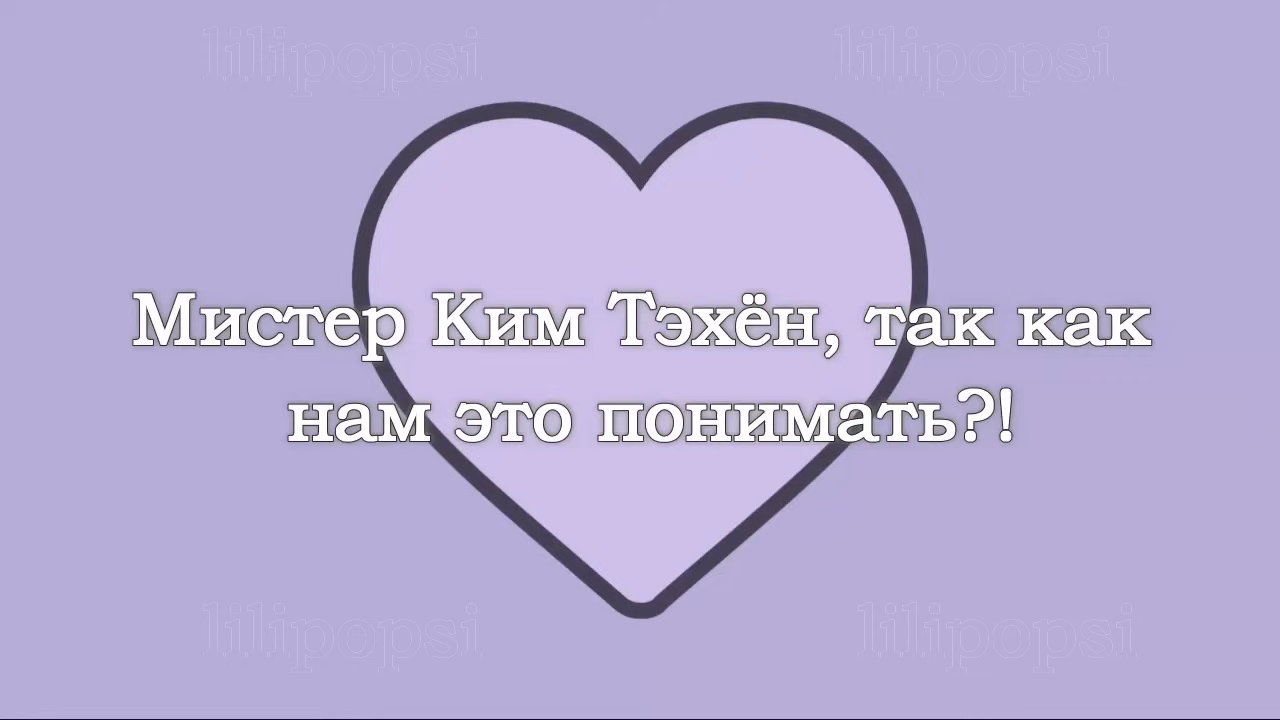 lilipopsi lilipopsi
Мистер Ким Тэхён, так как
нам это понимать?!
lilipopsi lilipopsi